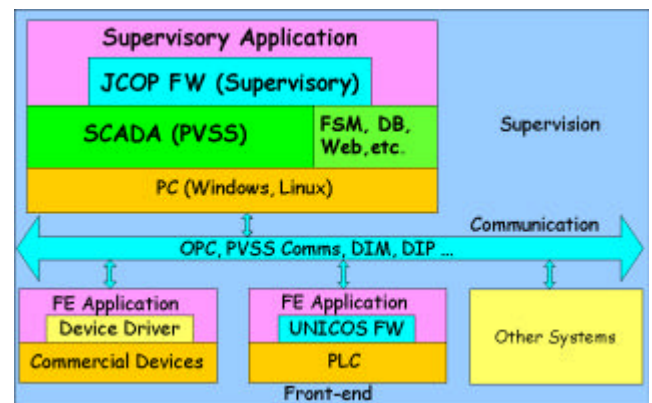 Supervisory Application
JCOP FW (Supervisory)
SCADA (PVSS)
FSM, DB,
Web,etc.
Supervision
PC (Windows, Linux)
Communication
OPC, PVSS Comms, DIM, DIP ...
FE Application
Device Driver
Commercial Devices
FE Application
UNICOS FW
PLC
Other Systems
Front-end